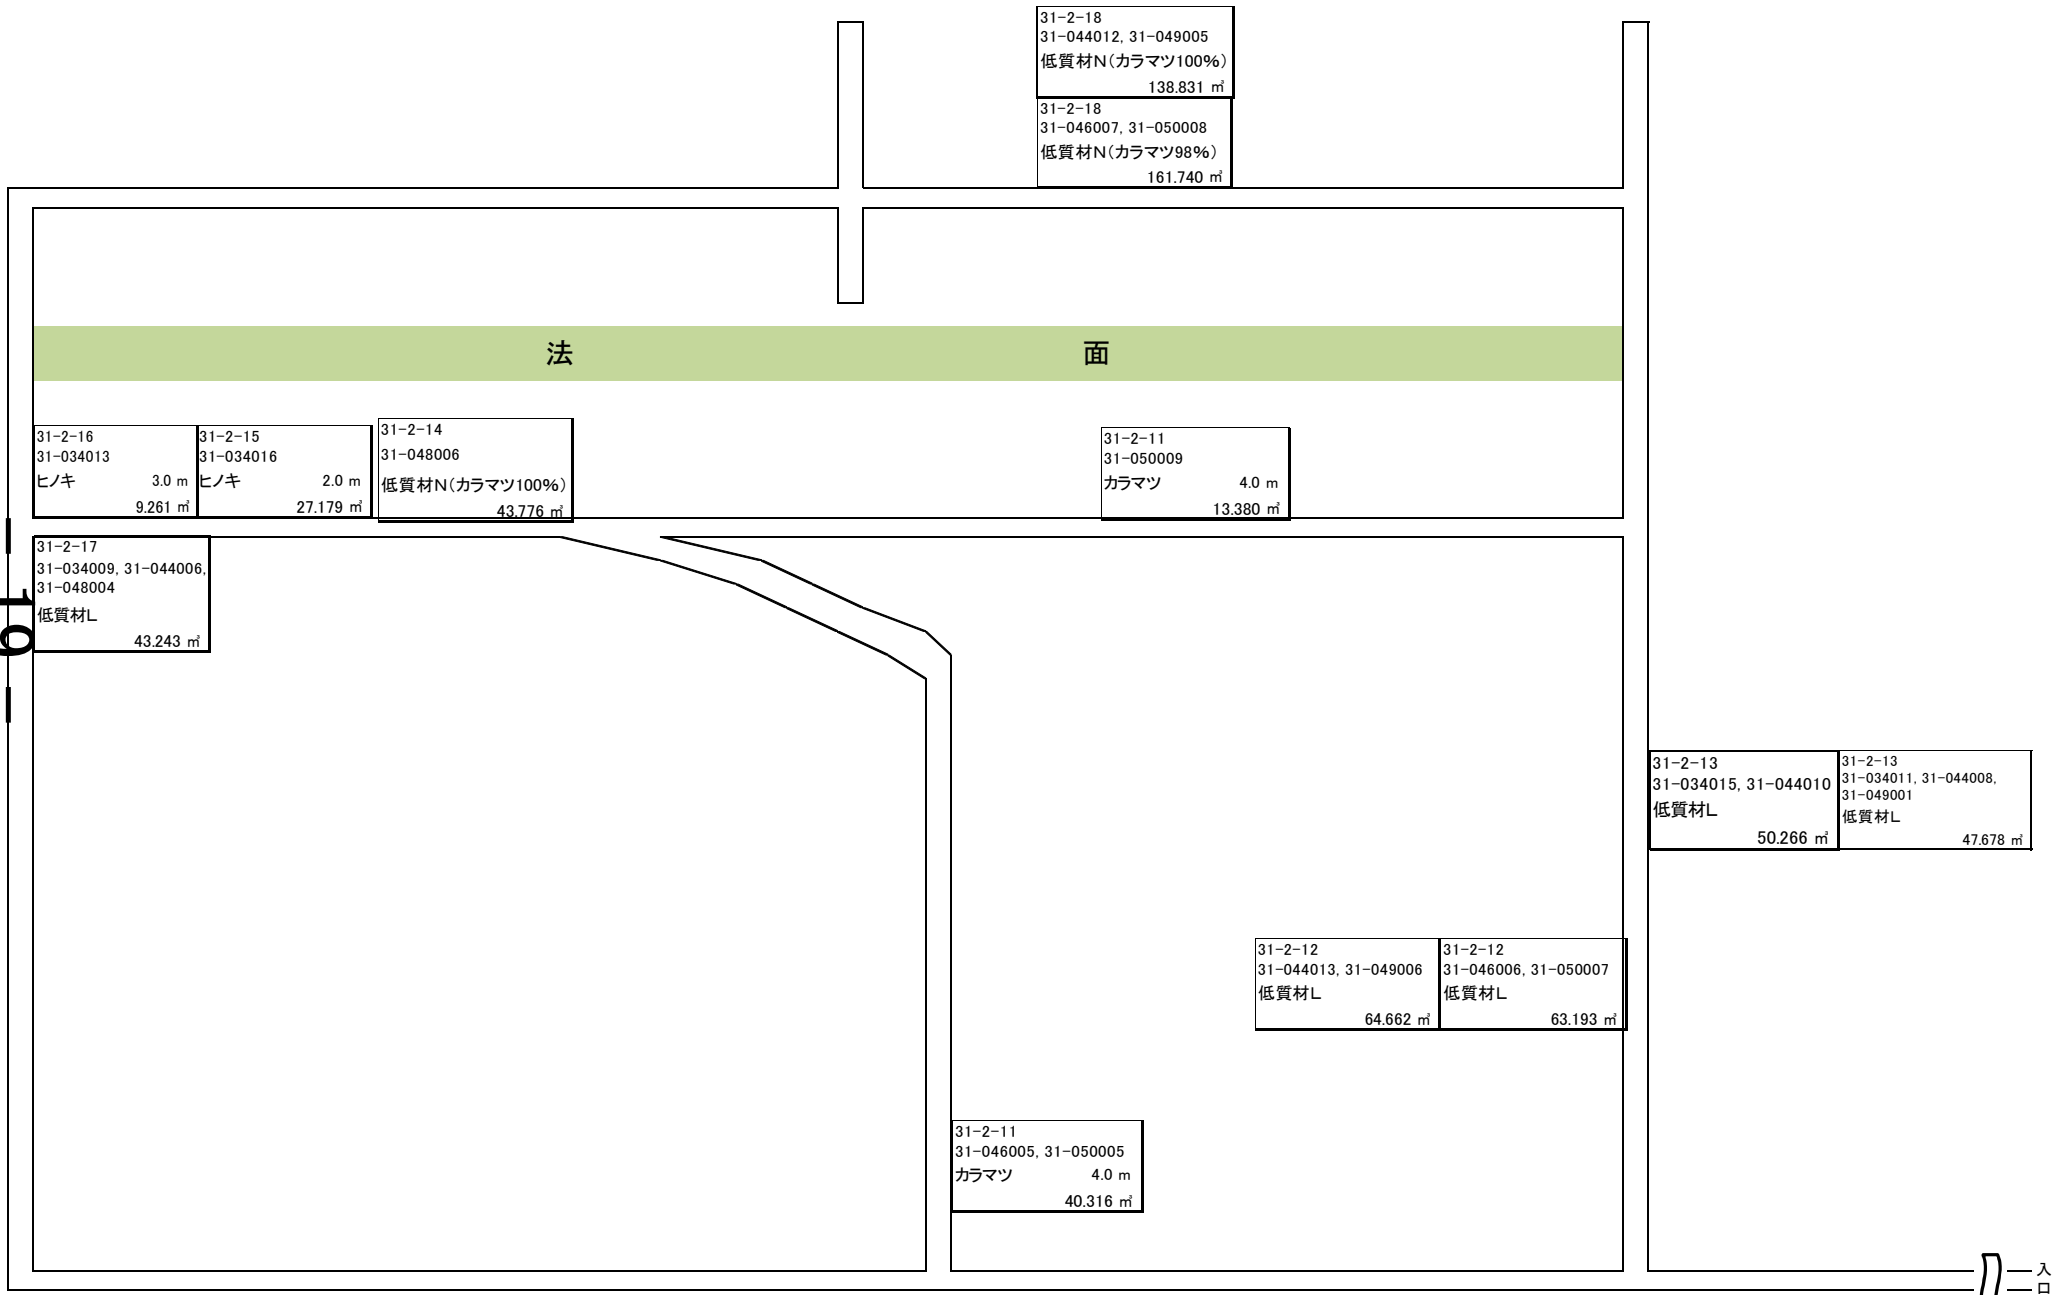 31-2-18
31-044012, 31-049005
低質材N(カラマツ100%)
138.831 ㎥
31-2-18
31-046007, 31-050008
低質材N(カラマツ98%)
161.740 ㎥
法 面
31-2-16
31-034013
ヒノキ 3.0 m
9.261 ㎥
31-2-15
31-034016
ヒノキ 2.0 m
27.179 ㎥
31-2-14
31-048006
低質材N(カラマツ100%)
43.776 ㎥
31-2-11
31-050009
カラマツ 4.0 m
13.380 ㎥
31-2-17
31-034009, 31-044006,
31-048004
低質材L
43.243 ㎥
- 19 -
31-2-13
31-034015, 31-044010
低質材L
50.266 ㎥
31-2-13
31-034011, 31-044008,
31-049001
低質材L
47.678 ㎥
31-2-12
31-044013, 31-049006
低質材L
64.662 ㎥
31-2-12
31-046006, 31-050007
低質材L
63.193 ㎥
31-2-11
31-046005, 31-050005
カラマツ 4.0 m
40.316 ㎥
入口